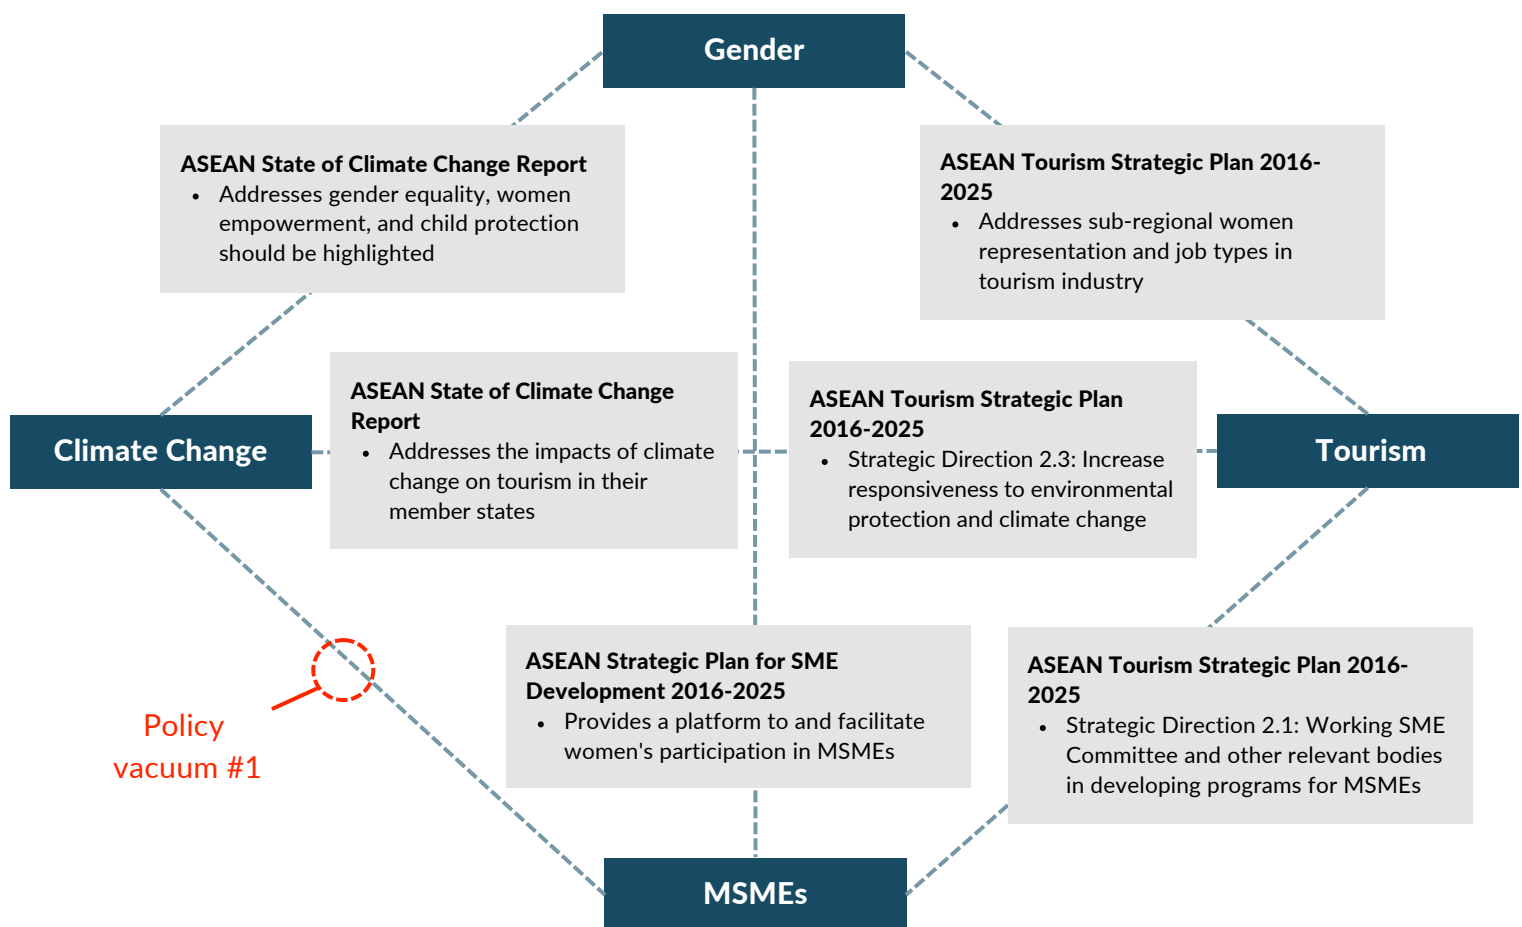 Gender
ASEAN State of Climate Change Report
• Addresses gender equality, women
empowerment, and child protection
should be highlighted
ASEAN Tourism Strategic Plan 2016-
2025
• Addresses sub-regional women
representation and job types in
tourism industry
Climate Change
ASEAN State of Climate Change
Report
• Addresses the impacts of climate
change on tourism in their
member states
ASEAN Tourism Strategic Plan
2016-2025
• Strategic Direction 2.3: Increase
responsiveness to environmental
protection and climate change
Tourism
Policy
vacuum #1
ASEAN Strategic Plan for SME
Development 2016-2025
• Provides a platform to and facilitate
women's participation in MSMEs
ASEAN Tourism Strategic Plan 2016-
2025
• Strategic Direction 2.1: Working SME
Committee and other relevant bodies
in developing programs for MSMEs
MSMEs